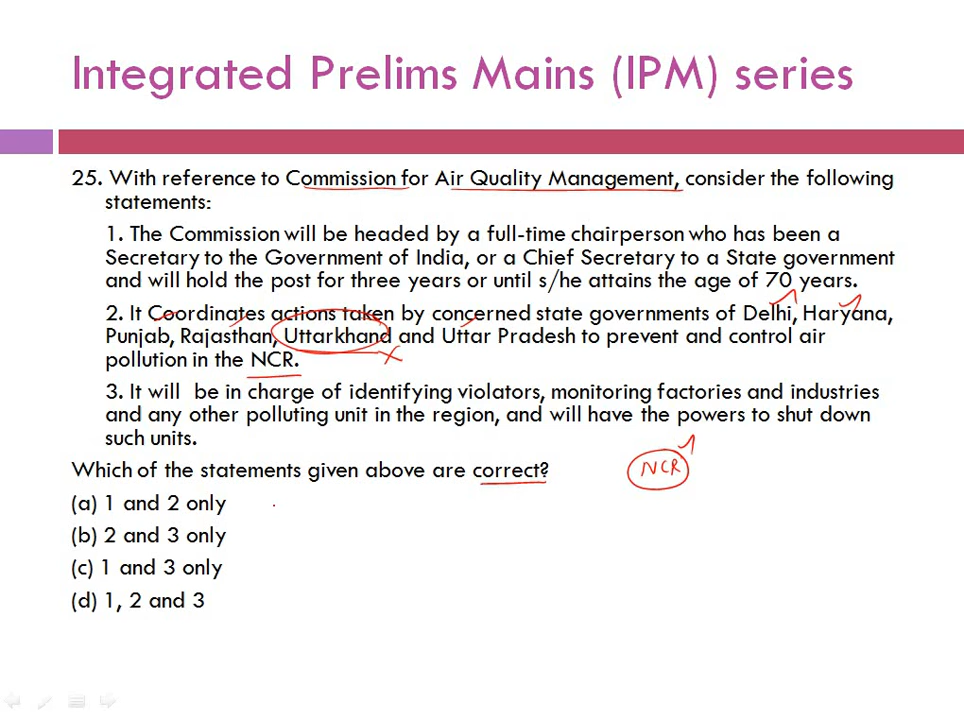 Integrated Prelims Mains (IPM) series
25. With reference to Commission for Air Quality Management, consider the following
statements:
1. The Commission will be headed by a full-time chairperson who has been a
Secretary to the Government of India, or a Chief Secretary to a State government
and will hold the post for three years or until s/he attains the age of 70 years.
2. It Coordinates actions taken by concerned state governments of Delhi, Haryana,
Punjab, Rajasthan, Uttarkhand and Uttar Pradesh to prevent and control air
pollution in the NCR.
3. It will be in charge of identifying violators, monitoring factories and industries
and any other polluting unit in the region, and will have the powers to shut down
such units.
Which of the statements given above are correct?
NCR
(a) 1 and 2 only
(b) 2 and 3 only
(c) 1 and 3 only
(d) 1, 2 and 3